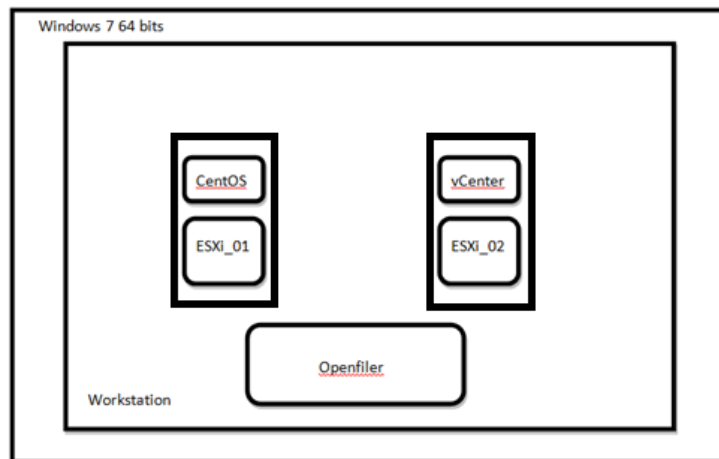 Windows 7 64 bits
CentOS
vCenter
ESXi_01
ESXi_02
Openfiler
Workstation